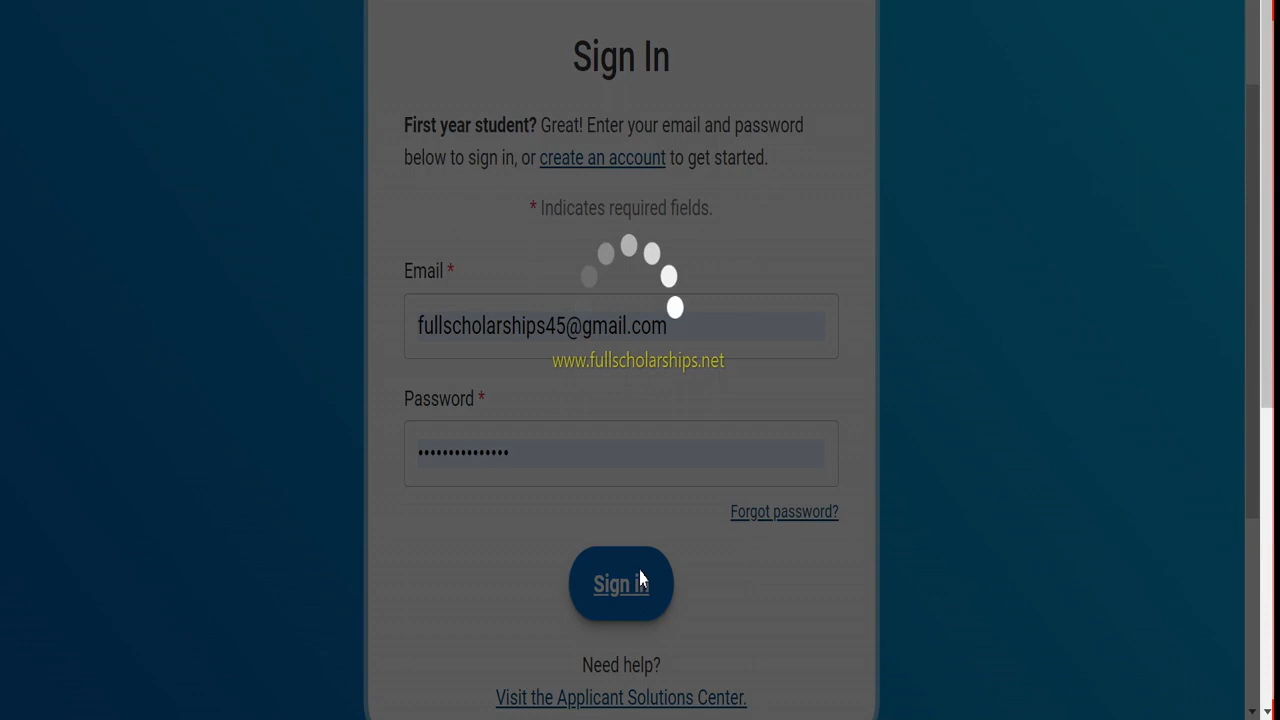 Sign In
First year student? Great! Enter your email and password
below to sign in, or create an account to get started.
* Indicates required fields.
Email *
fullscholarships45@gmail.com
www.fullscholarships.net
Password *
•••••••••••••••
Forgot password?
Sign in
Need help?
Visit the Applicant Solutions Center.